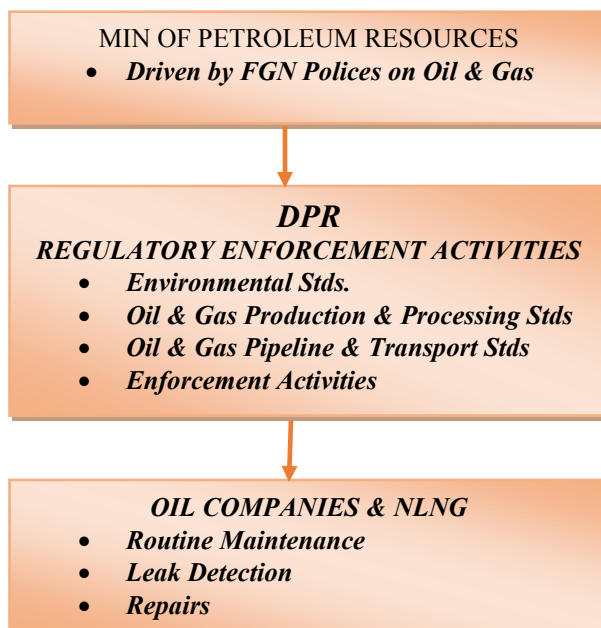 MIN OF PETROLEUM RESOURCES
• Driven by FGN Polices on Oil & Gas
DPR
REGULATORY ENFORCEMENT ACTIVITIES
• Environmental Stds.
• Oil & Gas Production & Processing Stds
• Oil & Gas Pipeline & Transport Stds
• Enforcement Activities
OIL COMPANIES & NLNG
• Routine Maintenance
• Leak Detection
• Repairs